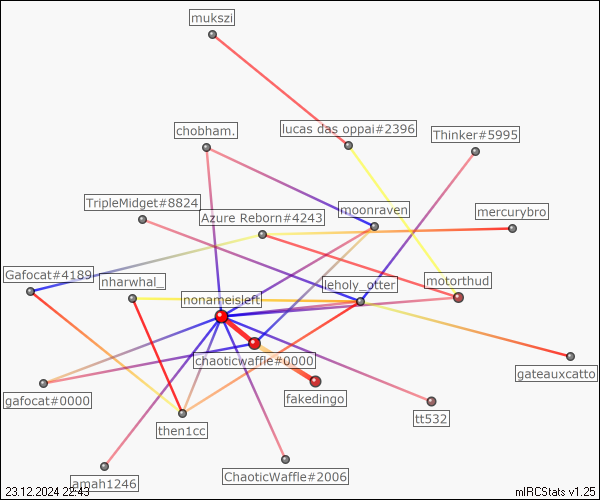 mukszi
chobham.
lucas das oppai#2396
Thinker#5995
TripleMidget#8824
Azure Reborn#4243
moonraven
mercurybro
Gafocat#4189
nharwhal_
nonameisleft
leholy_otter
motorthud
chaoticwaffle#0000
gateauxcatto
gafocat#0000
fakedingo
tt532
then1cc
amah1246
ChaoticWaffle#2006
23.12.2024 22:43
mIRCStats v1.25